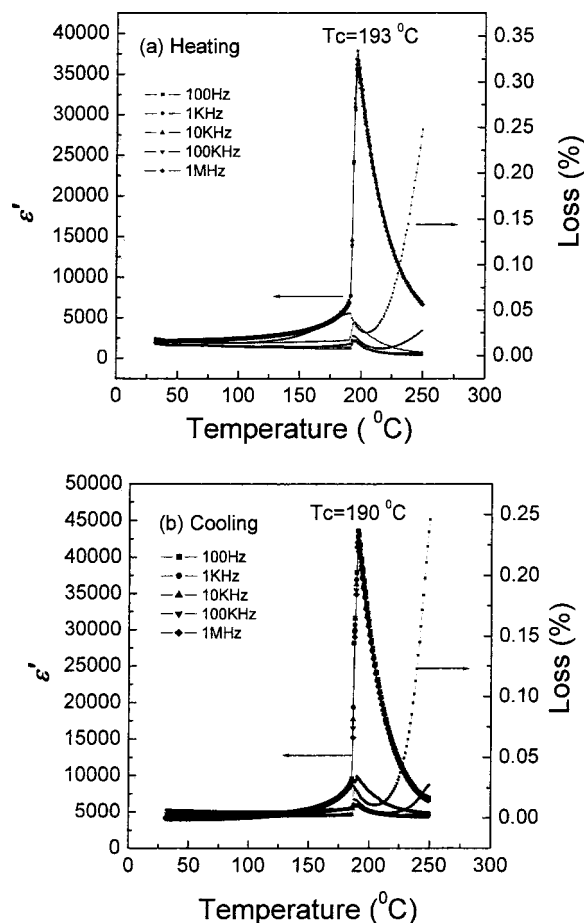 (a) Heating
Tc=193 ⁰C
100Hz
1KHz
10KHz
100KHz
1MHz
40000
35000
30000
25000
20000
15000
10000
5000
0
ε'
0.35
0.30
0.25
0.20
0.15
0.10
0.05
0.00
Loss (%)
0 50 100 150 200 250 300
Temperature ( ⁰C)
(b) Cooling
Tc=190 ⁰C
100Hz
1KHz
10KHz
100KHz
1MHz
50000
45000
40000
35000
30000
25000
20000
15000
10000
5000
0
ε'
0.25
0.20
0.15
0.10
0.05
0.00
Loss (%)
0 50 100 150 200 250 300
Temperature (⁰C)